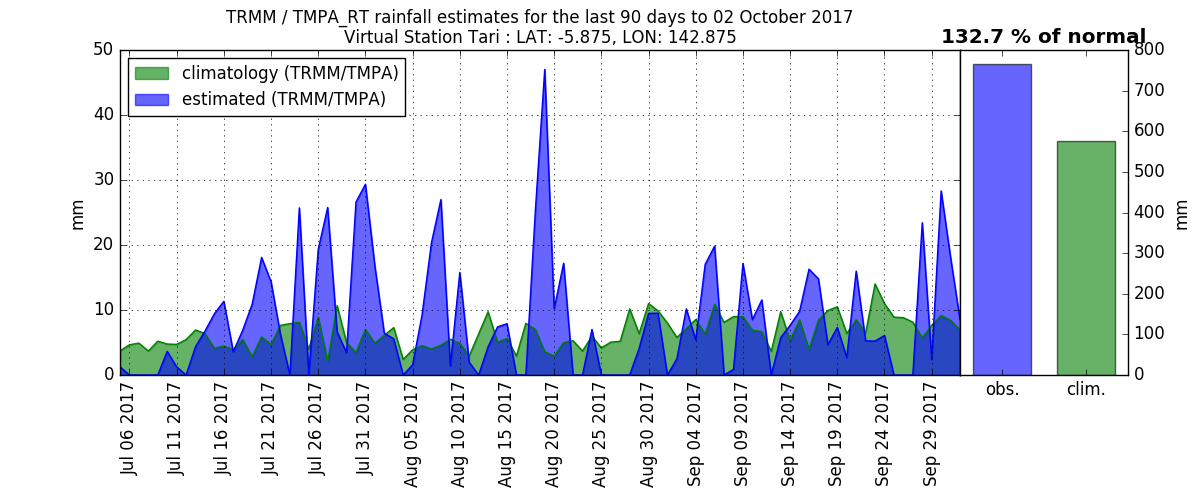 TRMM / TMPA_RT rainfall estimates for the last 90 days to 02 October 2017
Virtual Station Tari : LAT: -5.875, LON: 142.875
132.7 % of normal
climatology (TRMM/TMPA)
estimated (TRMM/TMPA)
50
40
30
20
10
0
mm
Jul 06 2017
Jul 11 2017
Jul 16 2017
Jul 21 2017
Jul 26 2017
Jul 31 2017
Aug 05 2017
Aug 10 2017
Aug 15 2017
Aug 20 2017
Aug 25 2017
Aug 30 2017
Sep 04 2017
Sep 09 2017
Sep 14 2017
Sep 19 2017
Sep 24 2017
Sep 29 2017
obs.
clim.
800
700
600
500
400
300
200
100
0
mm